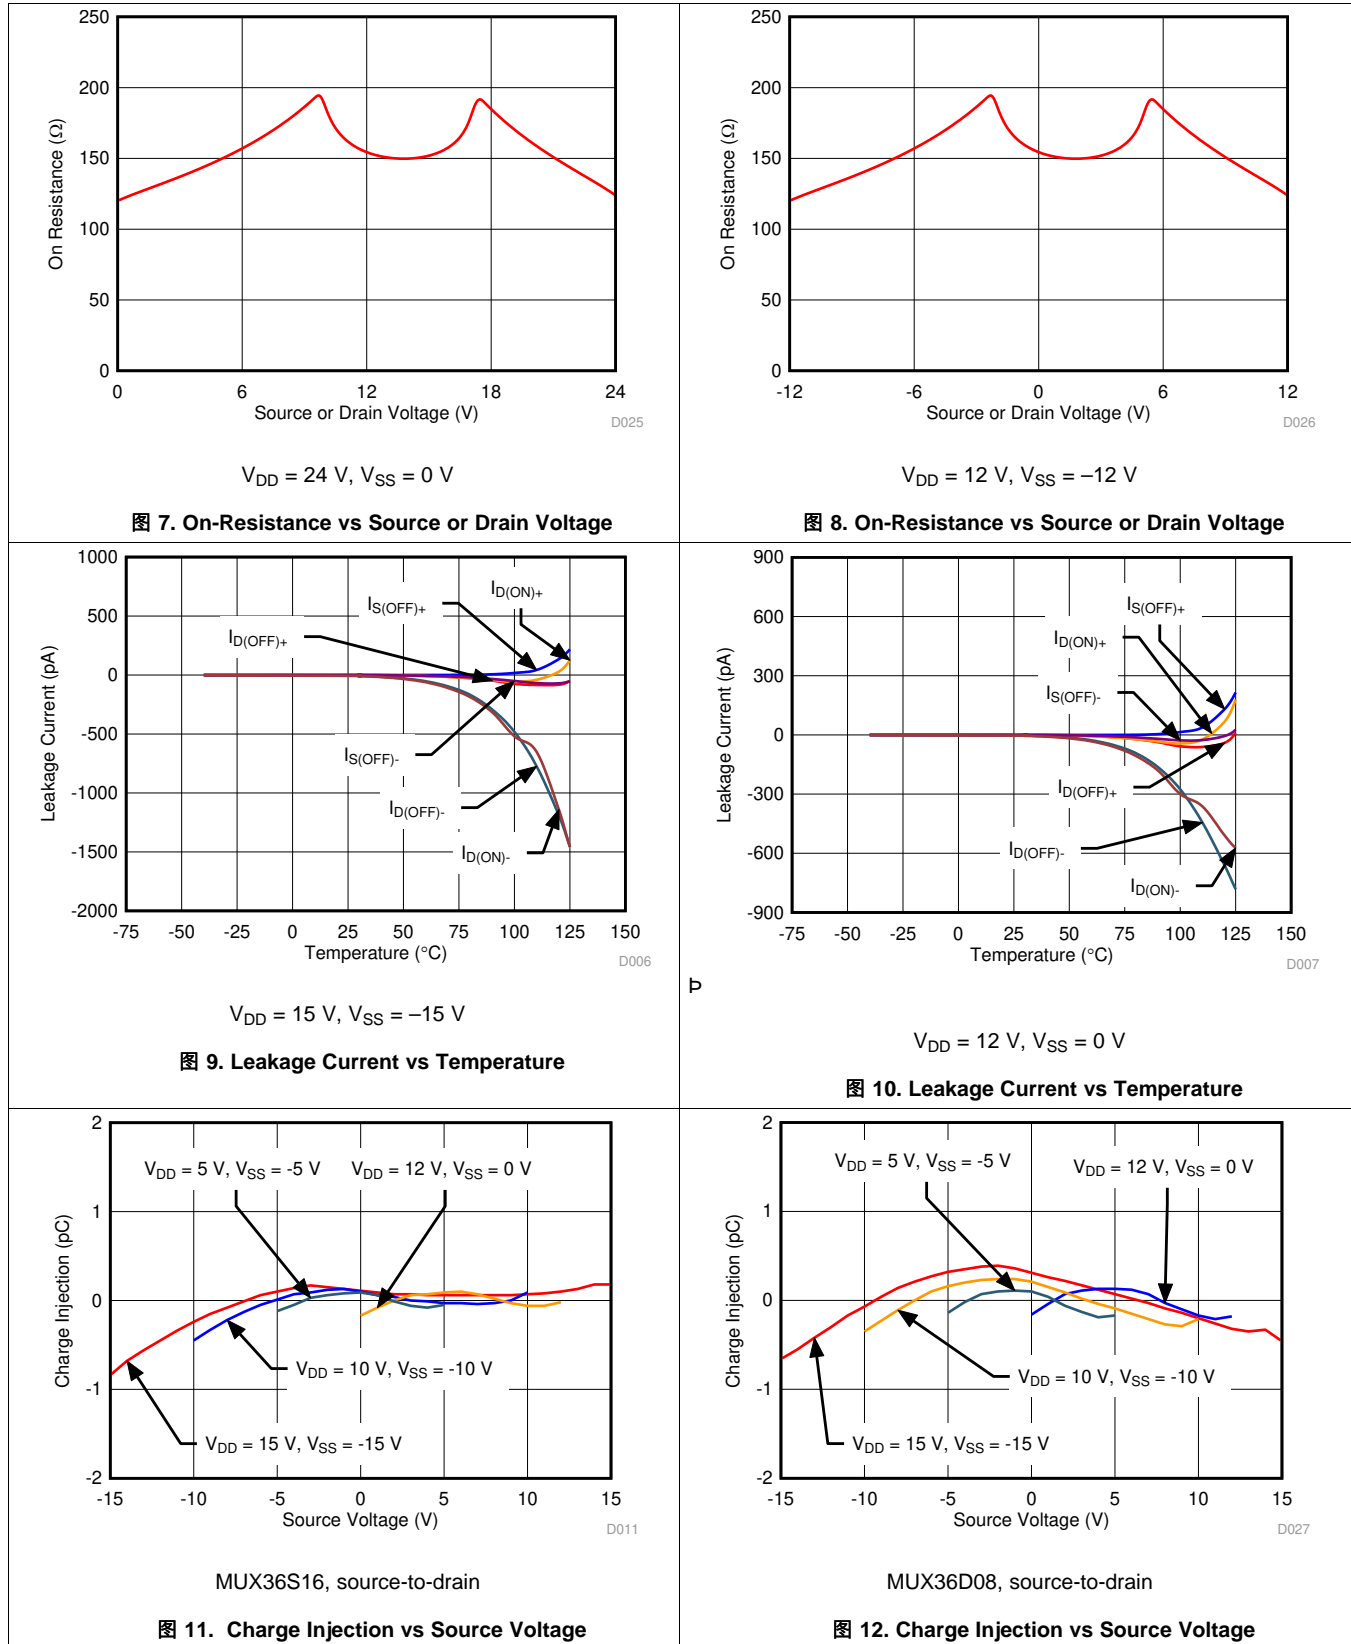 250
200
150
100
50
0
On Resistance (Ω)
0 6 12 18 24
Source or Drain Voltage (V)
D025
VDD = 24 V, VSS = 0 V
图 7. On-Resistance vs Source or Drain Voltage
250
200
150
100
50
0
On Resistance (Ω)
-12 -6 0 6 12
Source or Drain Voltage (V)
D026
VDD = 12 V, VSS = –12 V
图 8. On-Resistance vs Source or Drain Voltage
1000
500
0
-500
-1000
-1500
-2000
Leakage Current (pA)
ID(ON)+
IS(OFF)+
ID(OFF)+
IS(OFF)-
ID(OFF)-
ID(ON)-
-75 -50 -25 0 25 50 75 100 125 150
Temperature (°C)
D006
VDD = 15 V, VSS = –15 V
图 9. Leakage Current vs Temperature
900
600
300
0
-300
-600
-900
Leakage Current (pA)
IS(OFF)+
ID(ON)+
IS(OFF)-
ID(OFF)+
ID(OFF)-
ID(ON)-
-75 -50 -25 0 25 50 75 100 125 150
Temperature (°C)
D007
Þ
VDD = 12 V, VSS = 0 V
图 10. Leakage Current vs Temperature
2
1
0
-1
-2
Charge Injection (pC)
VDD = 5 V, VSS = -5 V
VDD = 12 V, VSS = 0 V
VDD = 10 V, VSS = -10 V
VDD = 15 V, VSS = -15 V
-15 -10 -5 0 5 10 15
Source Voltage (V)
D011
MUX36S16, source-to-drain
图 11. Charge Injection vs Source Voltage
2
1
0
-1
-2
Charge Injection (pC)
VDD = 5 V, VSS = -5 V
VDD = 12 V, VSS = 0 V
VDD = 10 V, VSS = -10 V
VDD = 15 V, VSS = -15 V
-15 -10 -5 0 5 10 15
Source Voltage (V)
D027
MUX36D08, source-to-drain
图 12. Charge Injection vs Source Voltage